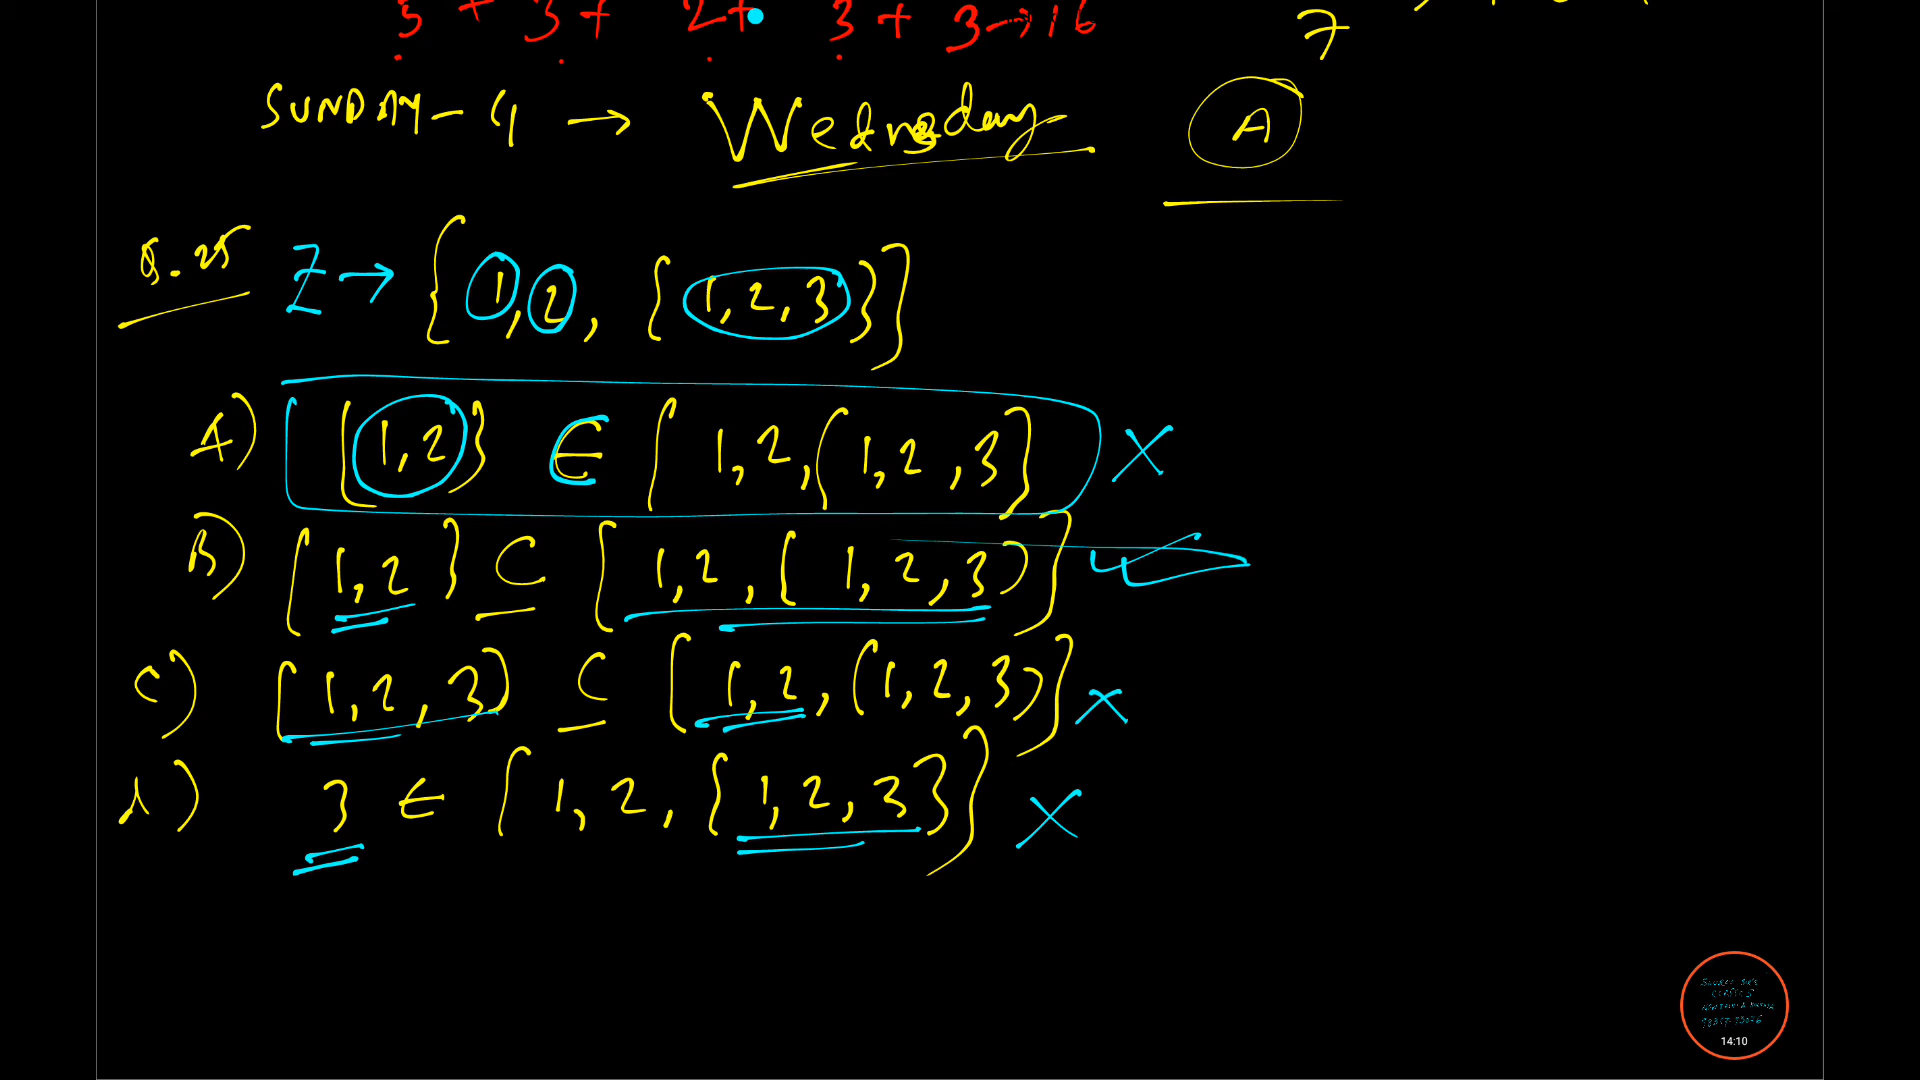 3 + 3 + 2 + 3 + 3 → 16
7
SUNDAY - 4 → Wednesday A
Q. 25 Z → {1, 2, {1, 2, 3}}
A) {1, 2} ∈ {1, 2, (1, 2, 3} X
B) {1, 2} ⊂ {1, 2, {1, 2, 3)} ✓
C) {1, 2, 3) ⊂ {1, 2, (1, 2, 3)} X
D) 3 ∈ {1, 2, {1, 2, 3}} X
14:10